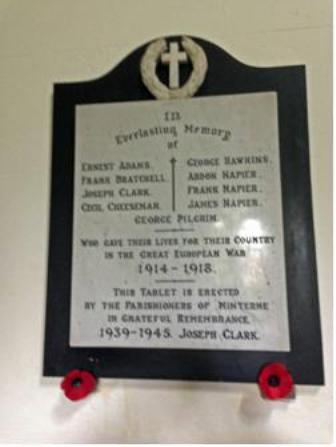 In
Everlasting Memory
of
ERNEST ADAMS. GEORGE HAWKINS.
FRANK BRATCHELL. ABDON NAPIER.
JOSEPH CLARK. FRANK NAPIER.
CECIL CHEESEMAN. JAMES NAPIER.
GEORGE PILGRIM.
WHO GAVE THEIR LIVES FOR THEIR COUNTRY
IN THE GREAT EUROPEAN WAR
1914-1918.
THIS TABLET IS ERECTED
BY THE PARISHIONERS OF MINTERNE
IN GRATEFUL REMEMBRANCE.
1939-1945. JOSEPH CLARK.